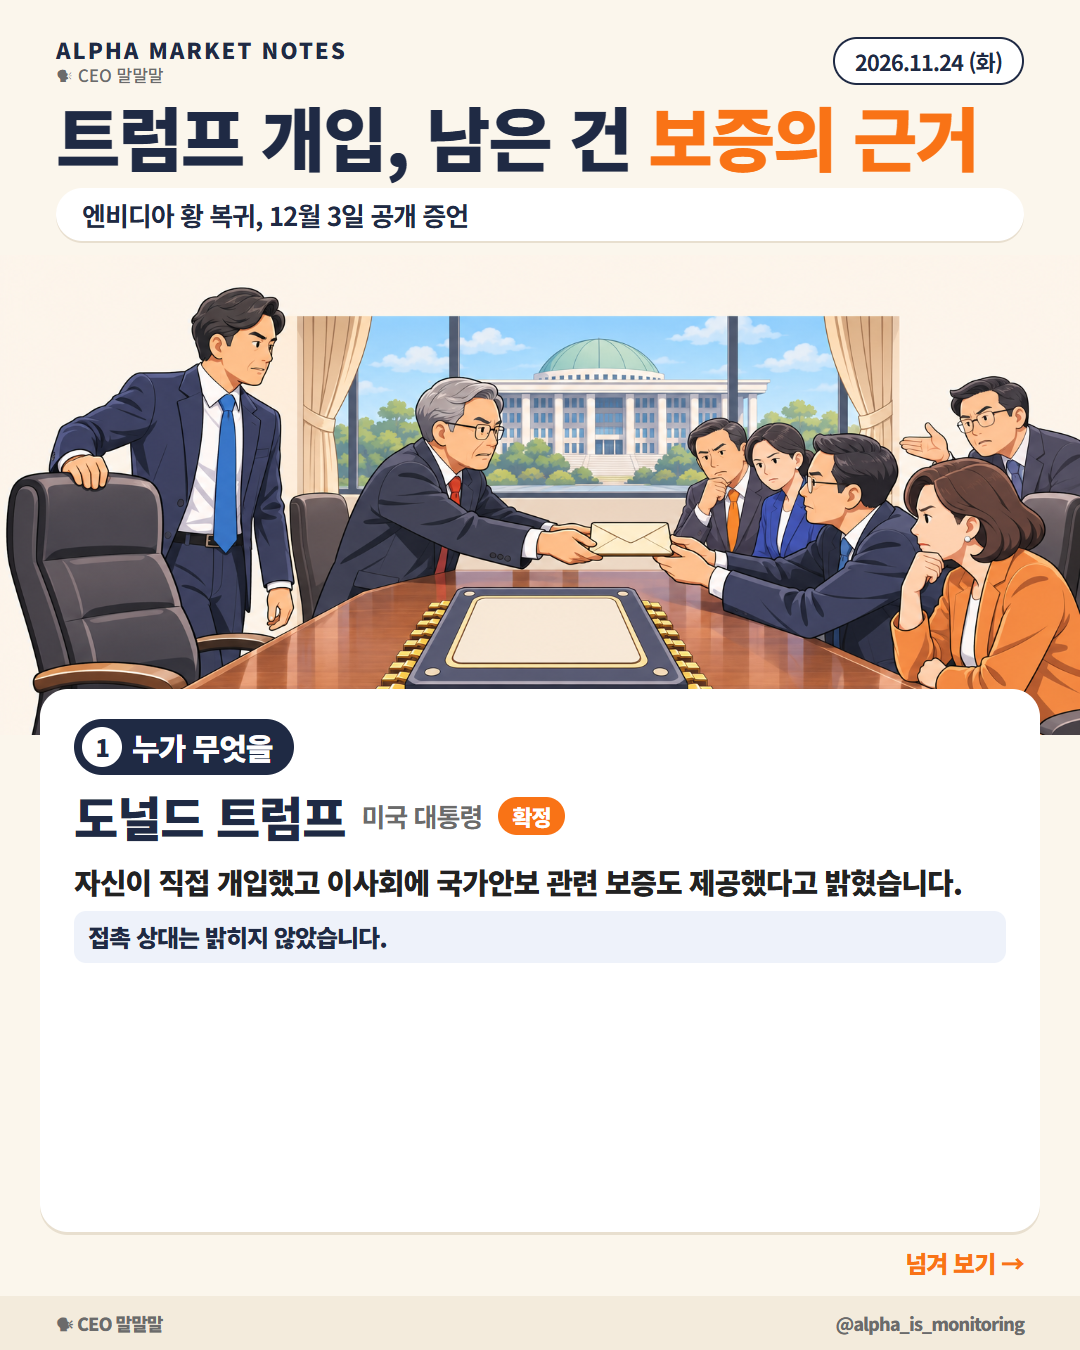 ALPHA MARKET NOTES
🗣 CEO 말말말
2026.11.24 (화)
트럼프 개입, 남은 건 보증의 근거
엔비디아 황 복귀, 12월 3일 공개 증언
1 누가 무엇을
도널드 트럼프 미국 대통령 확정
자신이 직접 개입했고 이사회에 국가안보 관련 보증도 제공했다고 밝혔습니다.
접촉 상대는 밝히지 않았습니다.
넘겨 보기 →
🗣 CEO 말말말
@alpha_is_monitoring